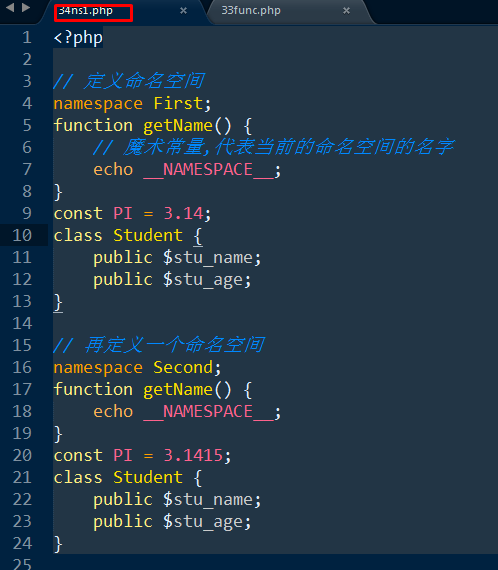 34ns1.php × 33func.php ×
1 <?php
2
3 // 定义命名空间
4 namespace First;
5 function getName() {
6 // 魔术常量,代表当前的命名空间的名字
7 echo __NAMESPACE__;
8 }
9 const PI = 3.14;
10 class Student {
11 public $stu_name;
12 public $stu_age;
13 }
14
15 // 再定义一个命名空间
16 namespace Second;
17 function getName() {
18 echo __NAMESPACE__;
19 }
20 const PI = 3.1415;
21 class Student {
22 public $stu_name;
23 public $stu_age;
24 }
25